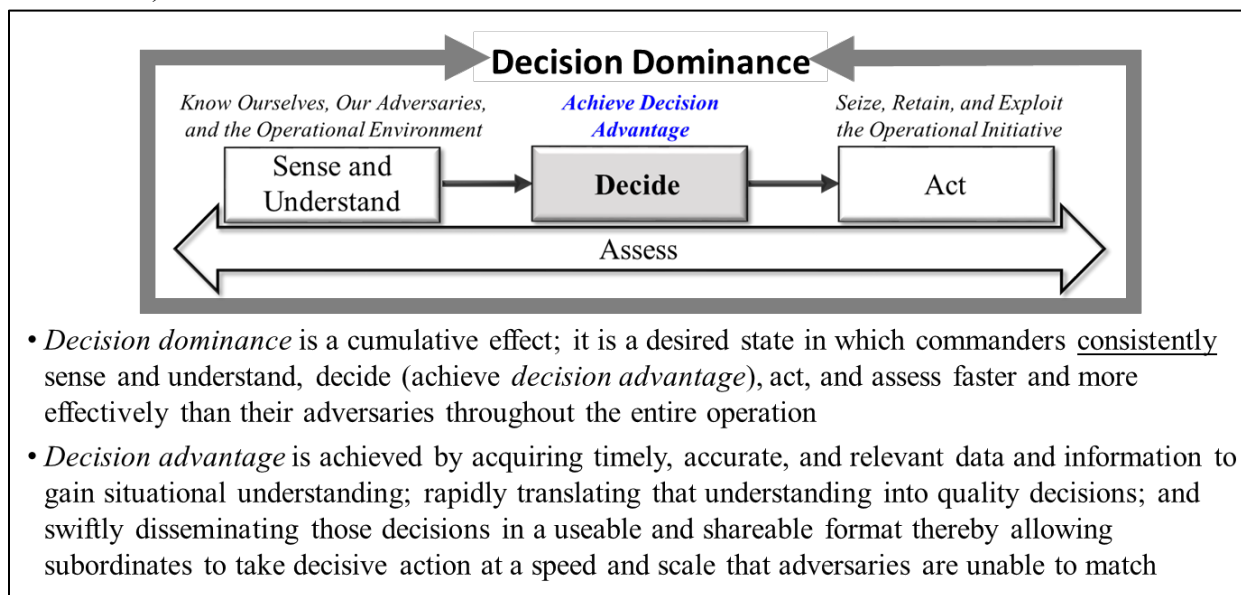 Decision Dominance
Know Ourselves, Our Adversaries,
and the Operational Environment
Achieve Decision
Advantage
Seize, Retain, and Exploit
the Operational Initiative
Sense and
Understand
Decide
Act
Assess
• Decision dominance is a cumulative effect; it is a desired state in which commanders consistently
sense and understand, decide (achieve decision advantage), act, and assess faster and more
effectively than their adversaries throughout the entire operation
• Decision advantage is achieved by acquiring timely, accurate, and relevant data and information to
gain situational understanding; rapidly translating that understanding into quality decisions; and
swiftly disseminating those decisions in a useable and shareable format thereby allowing
subordinates to take decisive action at a speed and scale that adversaries are unable to match